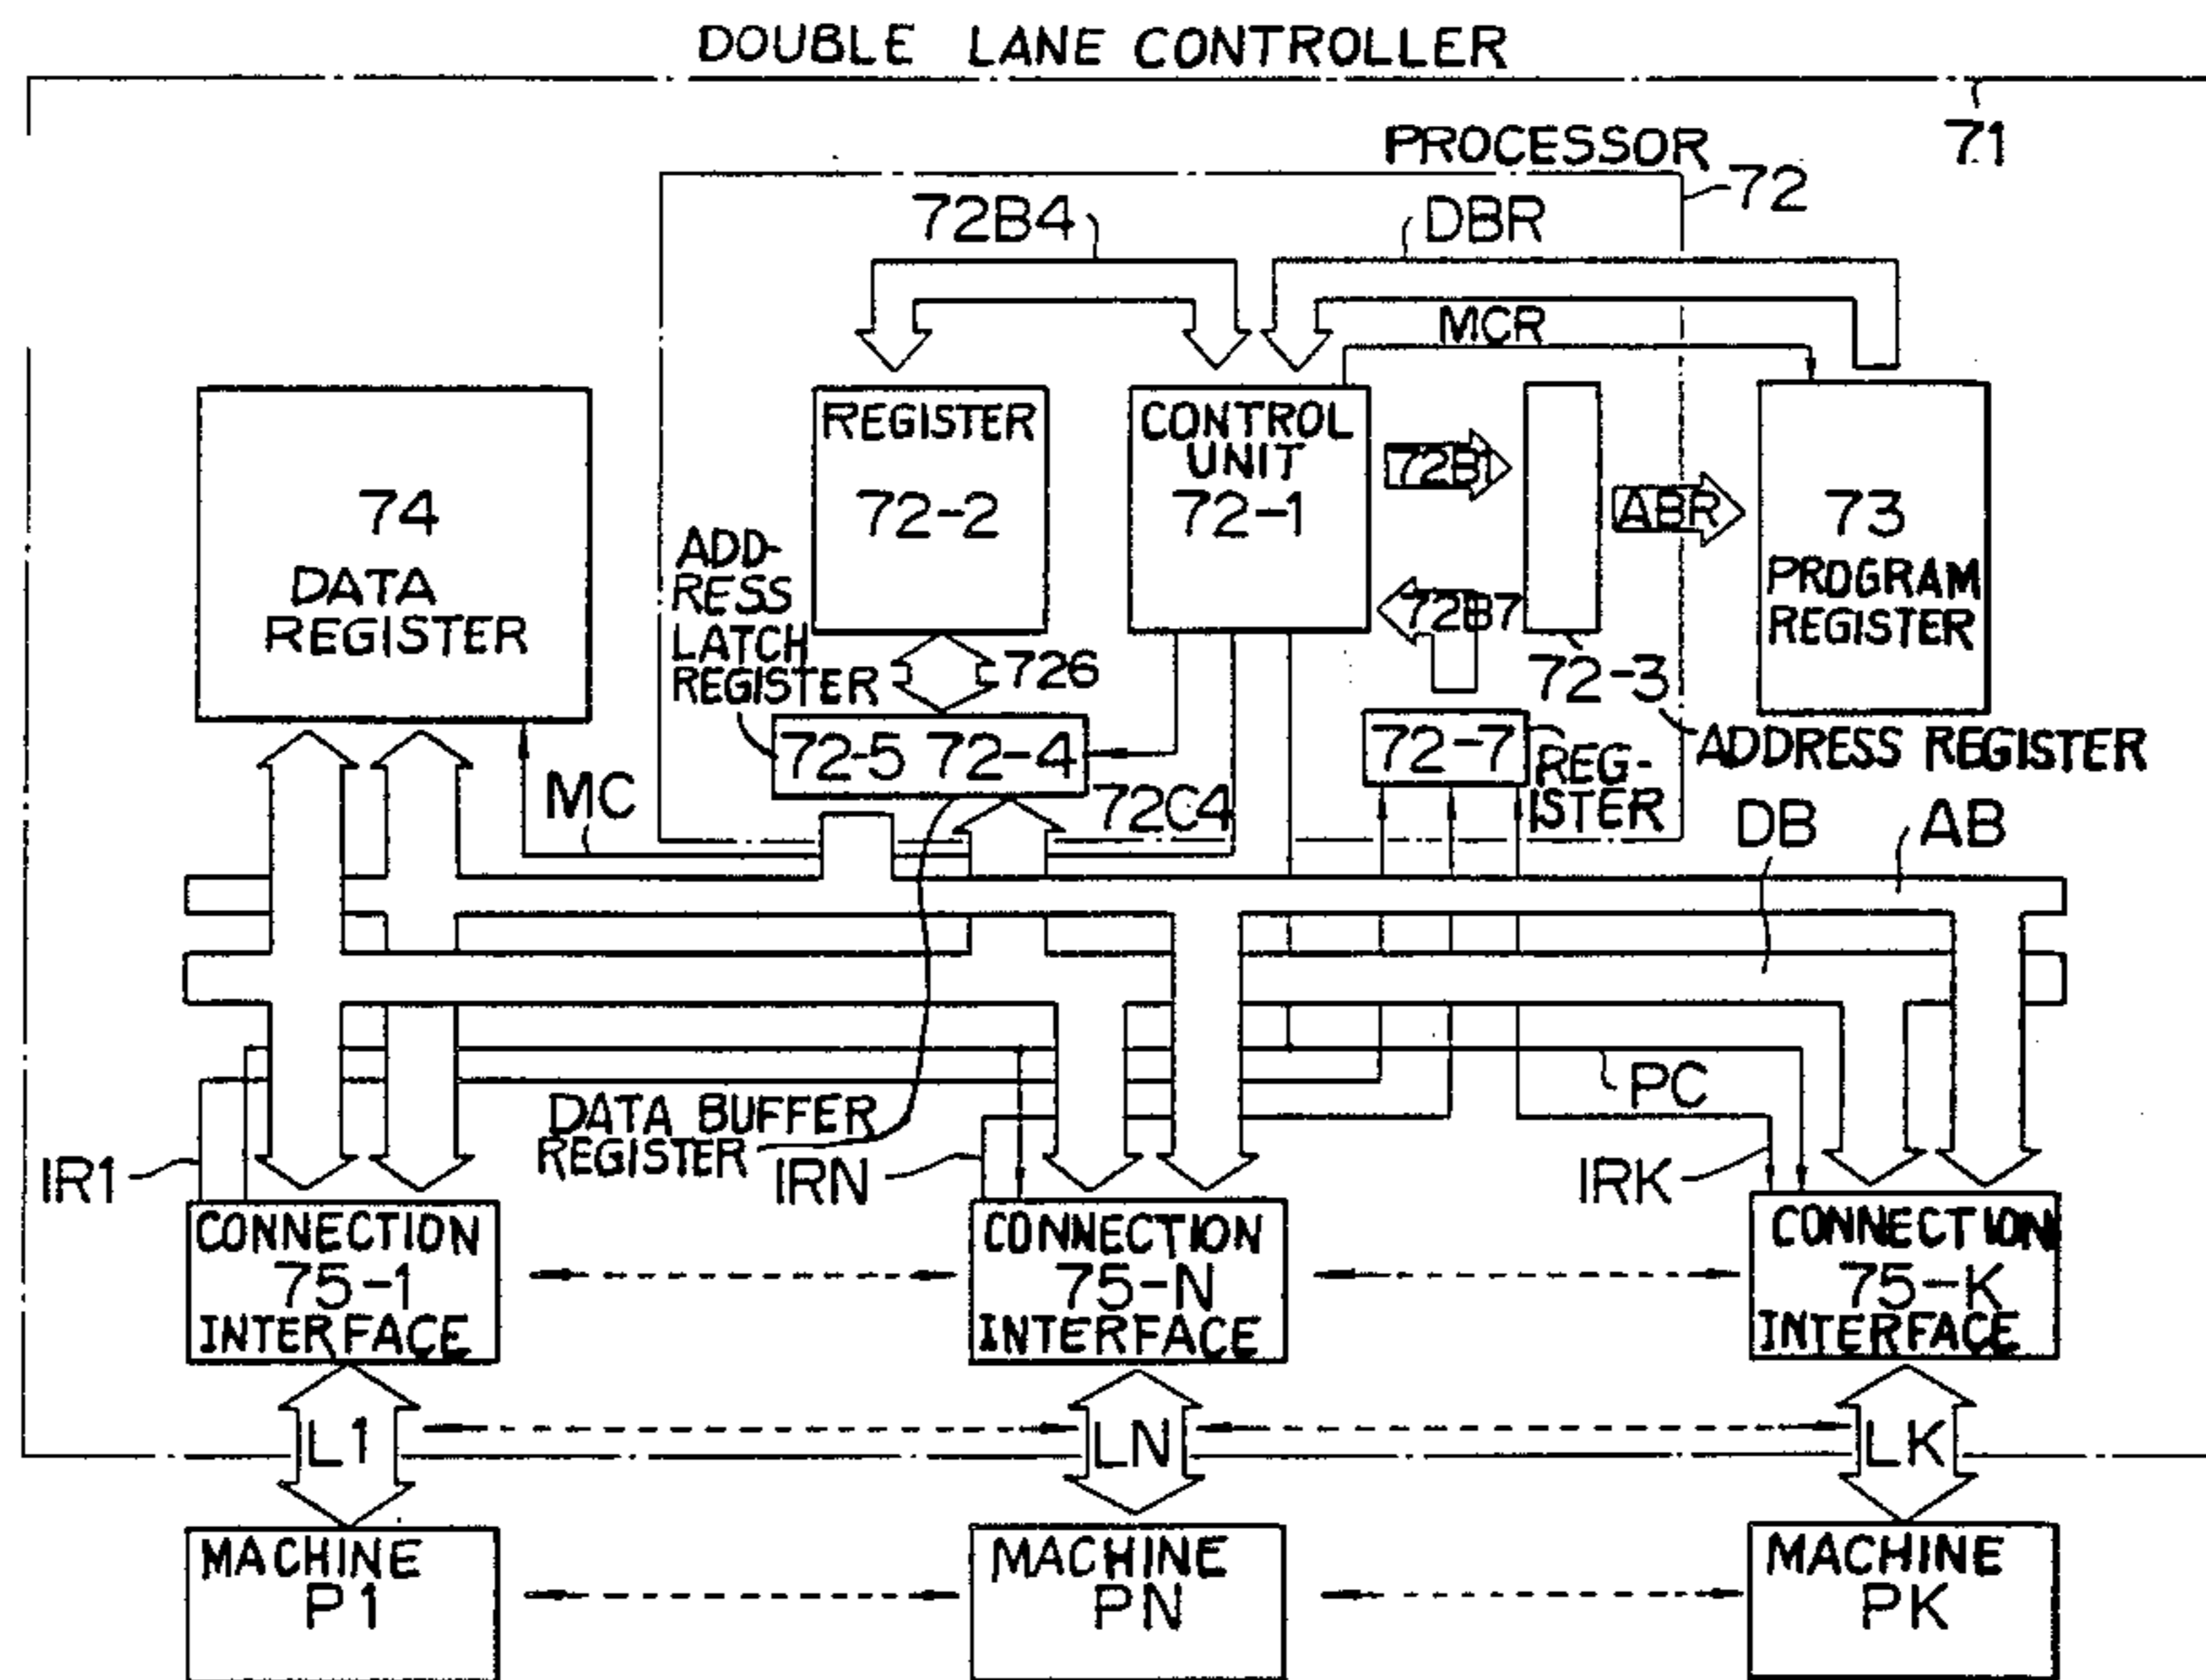 DOUBLE LANE CONTROLLER
71
PROCESSOR
72
72B4
DBR
MCR
74
DATA
REGISTER
REGISTER
72-2
CONTROL
UNIT
72-1
72B1
ABR
73
PROGRAM
REGISTER
ADD-
RESS
LATCH
REGISTER
726
72B7
72-3
ADDRESS REGISTER
72-5 72-4
72-7
REG-
ISTER
MC
72C4
DB
AB
PC
DATA BUFFER
REGISTER
IR1
IRN
IRK
CONNECTION
75-1
INTERFACE
CONNECTION
75-N
INTERFACE
CONNECTION
75-K
INTERFACE
L1
LN
LK
MACHINE
P1
MACHINE
PN
MACHINE
PK